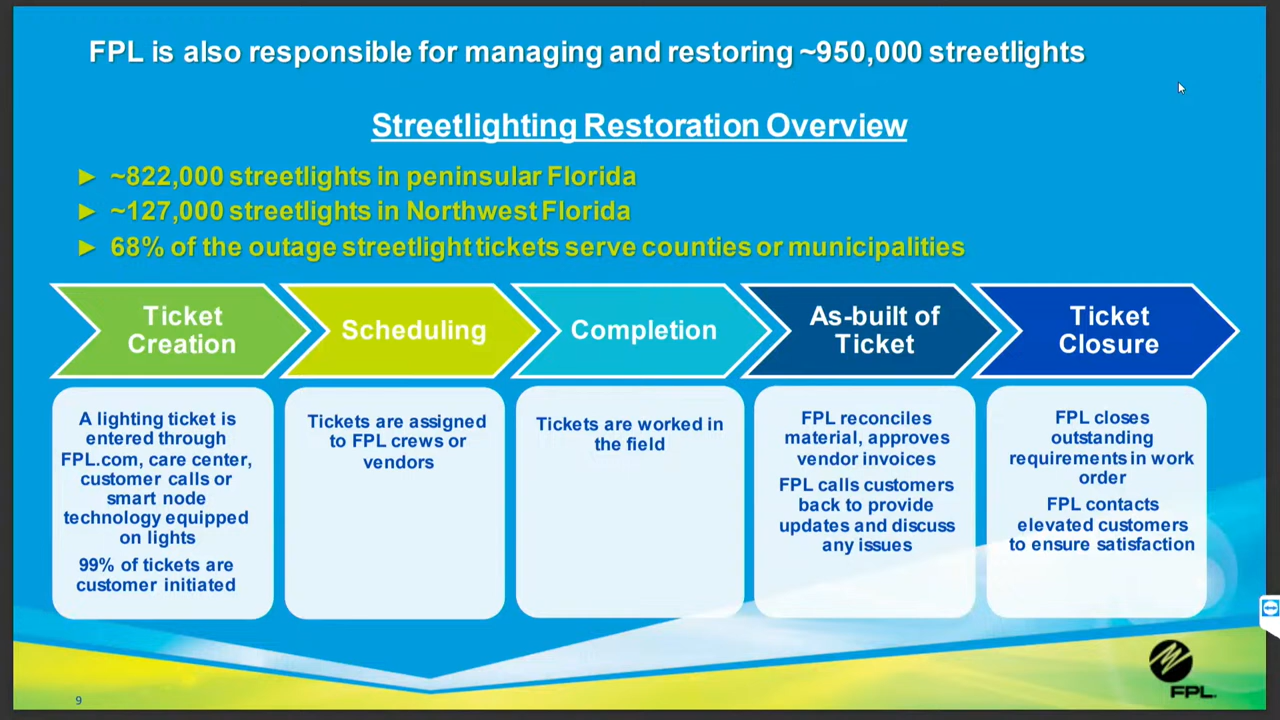 FPL is also responsible for managing and restoring ~950,000 streetlights
Streetlighting Restoration Overview
► ~822,000 streetlights in peninsular Florida
► ~127,000 streetlights in Northwest Florida
► 68% of the outage streetlight tickets serve counties or municipalities
Ticket
Creation
Scheduling
Completion
As-built of
Ticket
Ticket
Closure
A lighting ticket is
entered through
FPL.com, care center,
customer calls or
smart node
technology equipped
on lights
99% of tickets are
customer initiated
Tickets are assigned
to FPL crews or
vendors
Tickets are worked in
the field
FPL reconciles
material, approves
vendor invoices
FPL calls customers
back to provide
updates and discuss
any issues
FPL closes
outstanding
requirements in work
order
FPL contacts
elevated customers
to ensure satisfaction
9
FPL.